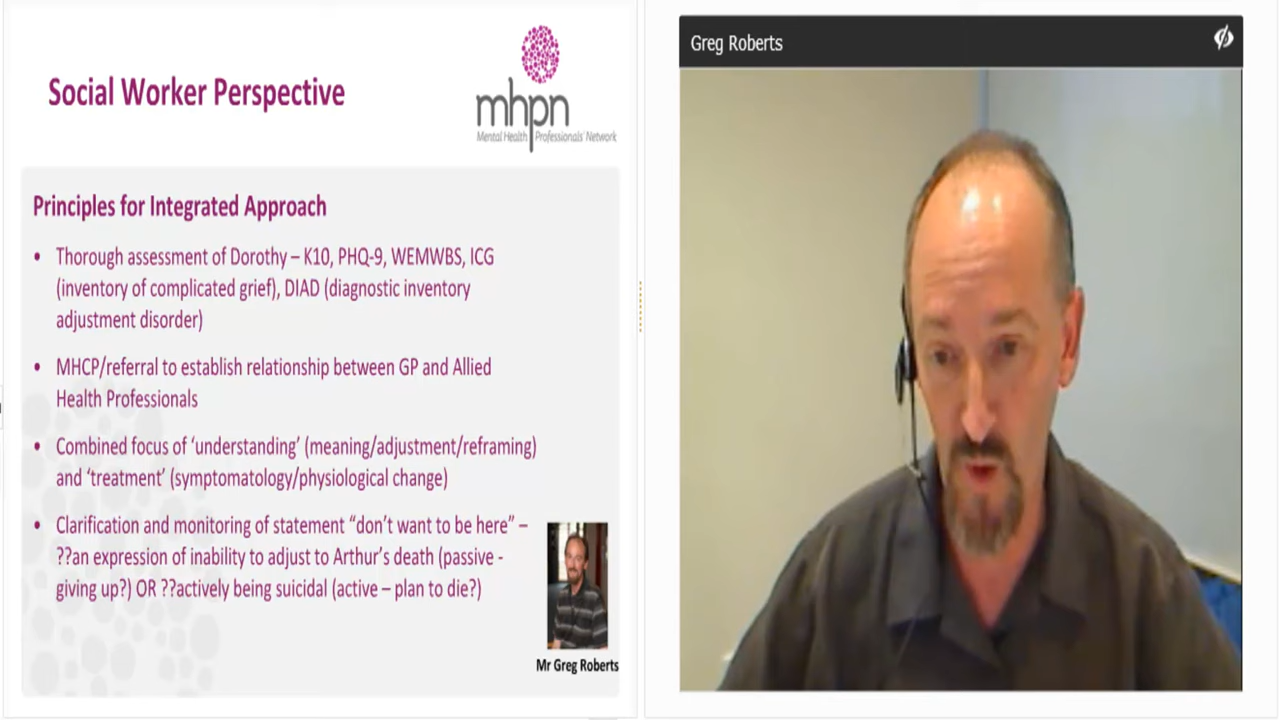 Social Worker Perspective
mhpn
Mental Health Professionals' Network
Principles for Integrated Approach
• Thorough assessment of Dorothy – K10, PHQ-9, WEMWBS, ICG
(inventory of complicated grief), DIAD (diagnostic inventory
adjustment disorder)
• MHCP/referral to establish relationship between GP and Allied
Health Professionals
• Combined focus of ‘understanding’ (meaning/adjustment/reframing)
and ‘treatment’ (symptomatology/physiological change)
• Clarification and monitoring of statement “don’t want to be here” –
??an expression of inability to adjust to Arthur’s death (passive -
giving up?) OR ??actively being suicidal (active – plan to die?)
Mr Greg Roberts
Greg Roberts